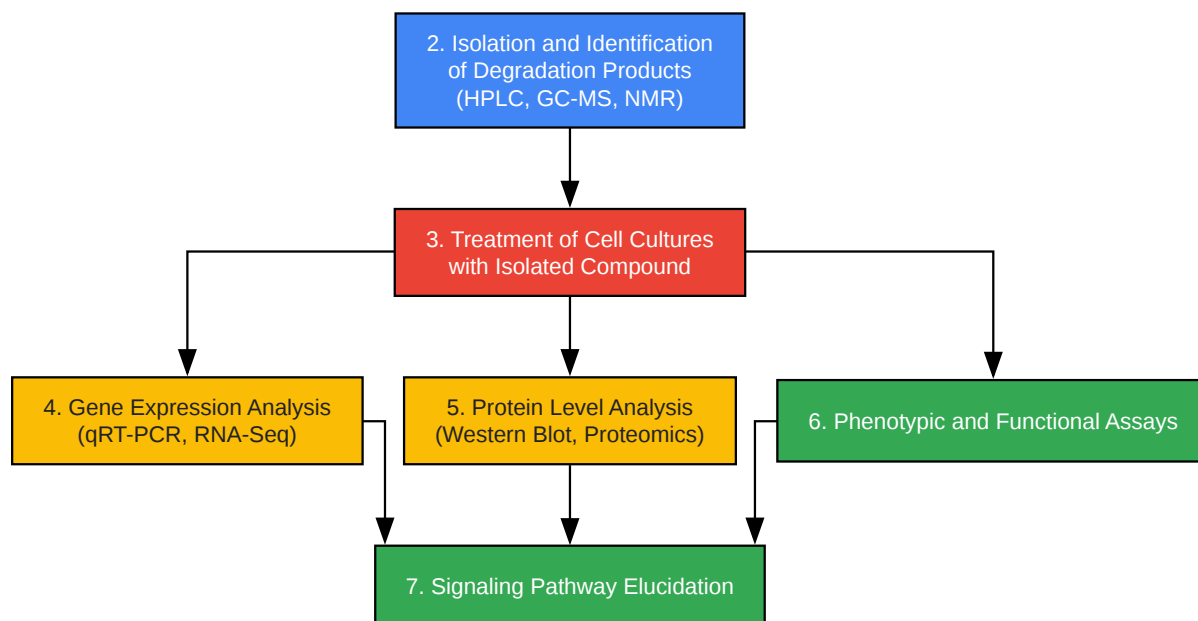 2. Isolation and Identification
of Degradation Products
(HPLC, GC-MS, NMR)
3. Treatment of Cell Cultures
with Isolated Compound
4. Gene Expression Analysis
(qRT-PCR, RNA-Seq)
5. Protein Level Analysis
(Western Blot, Proteomics)
6. Phenotypic and Functional Assays
7. Signaling Pathway Elucidation